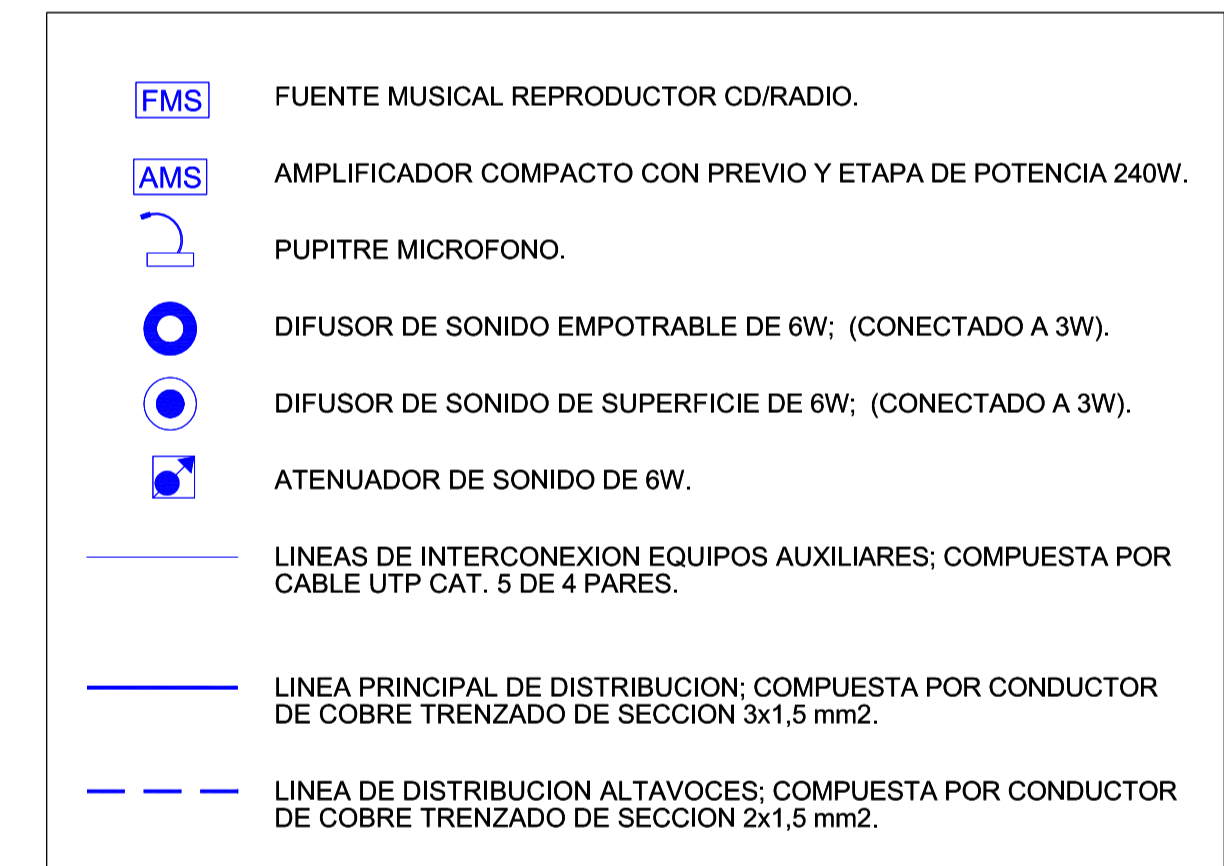 FMS FUENTE MUSICAL REPRODUCTOR CD/RADIO.
AMS AMPLIFICADOR COMPACTO CON PREVIO Y ETAPA DE POTENCIA 240W.
PUPITRE MICROFONO.
DIFUSOR DE SONIDO EMPOTRABLE DE 6W; (CONECTADO A 3W).
DIFUSOR DE SONIDO DE SUPERFICIE DE 6W; (CONECTADO A 3W).
ATENUADOR DE SONIDO DE 6W.
LINEAS DE INTERCONEXION EQUIPOS AUXILIARES; COMPUESTA POR
CABLE UTP CAT. 5 DE 4 PARES.
LINEA PRINCIPAL DE DISTRIBUCION; COMPUESTA POR CONDUCTOR
DE COBRE TRENZADO DE SECCION 3x1,5 mm2.
LINEA DE DISTRIBUCION ALTAVOCES; COMPUESTA POR CONDUCTOR
DE COBRE TRENZADO DE SECCION 2x1,5 mm2.